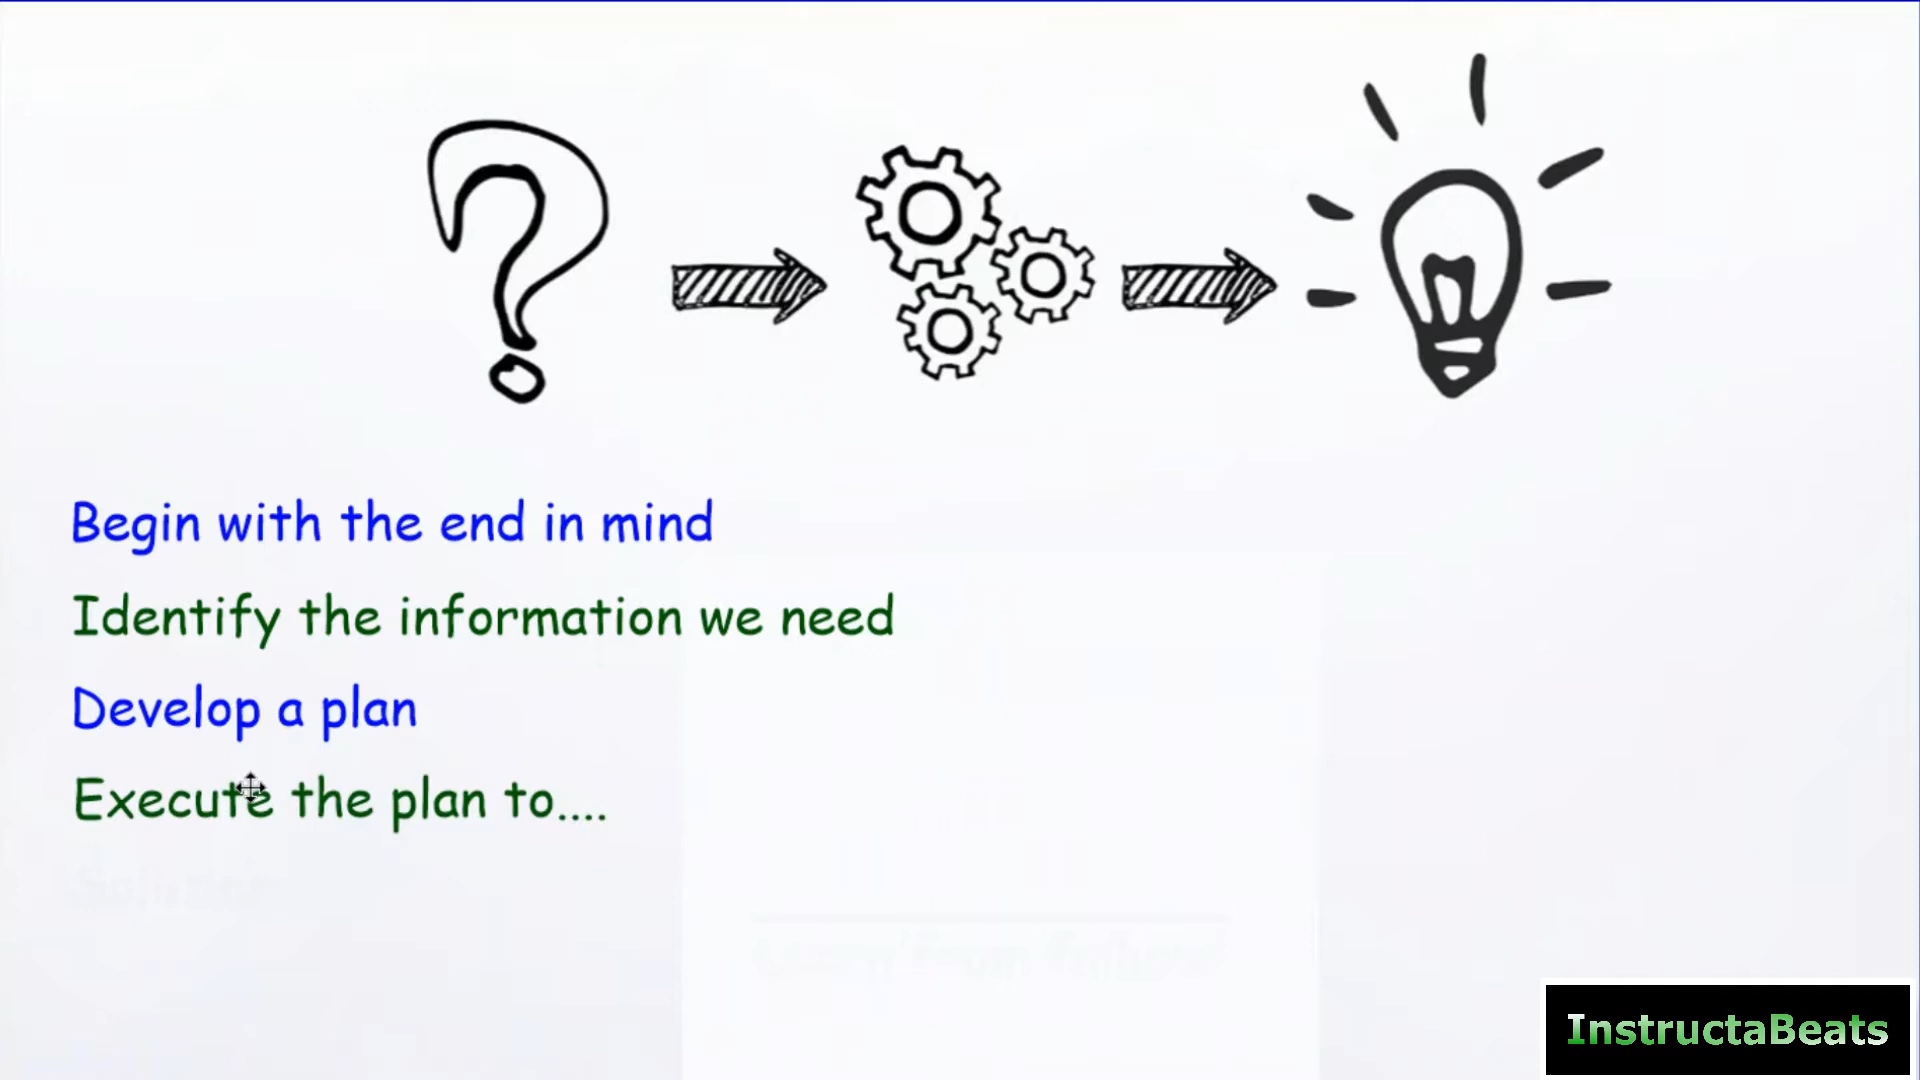 Begin with the end in mind
Identify the information we need
Develop a plan
Execute the plan to....
InstructaBeats